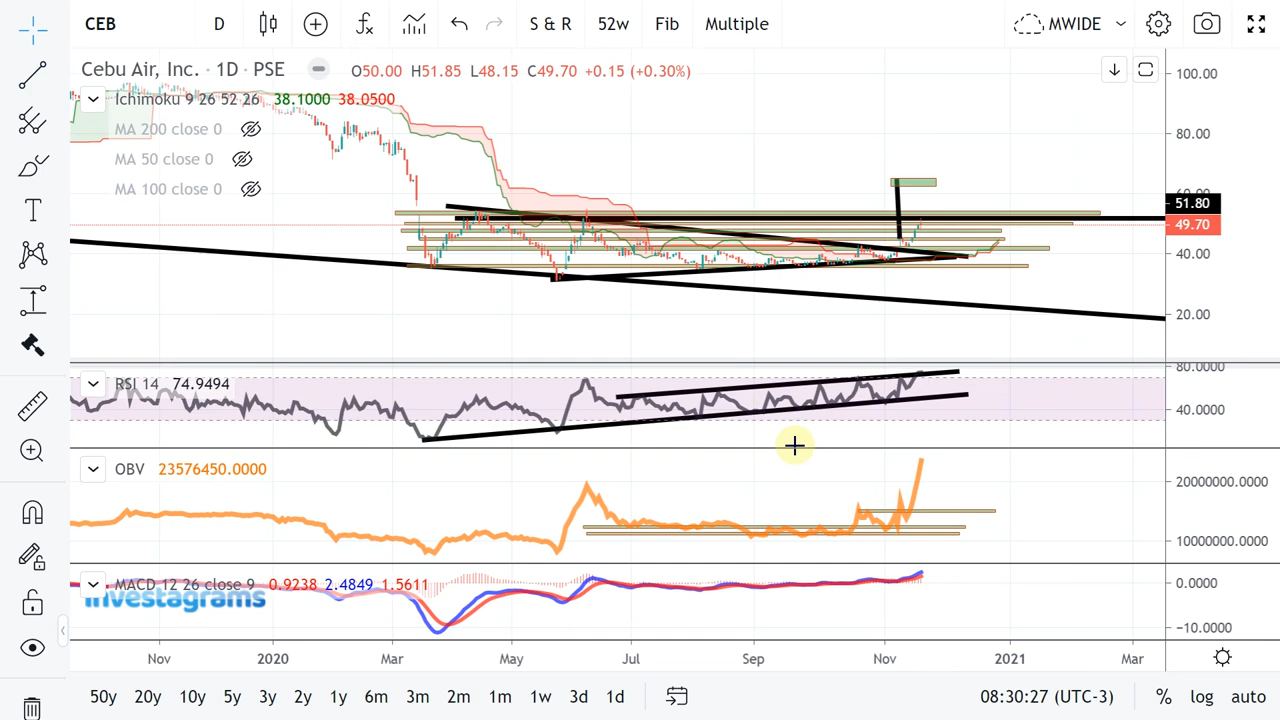 CEB D S & R 52w Fib Multiple MWIDE
Cebu Air, Inc. · 1D · PSE O50.00 H51.85 L48.15 C49.70 +0.15 (+0.30%)
100.00
Ichimoku 9 26 52 26 38.1000 38.0500
MA 200 close 0
80.00
MA 50 close 0
MA 100 close 0
60.00
51.80
49.70
40.00
20.00
80.0000
RSI 14 74.9494
40.0000
OBV 23576450.0000
20000000.0000
10000000.0000
MACD 12 26 close 9 0.9238 2.4849 1.5611
0.0000
investagrams
-10.0000
Nov 2020 Mar May Jul Sep Nov 2021 Mar
50y 20y 10y 5y 3y 2y 1y 6m 3m 2m 1m 1w 3d 1d 08:30:27 (UTC-3) % log auto